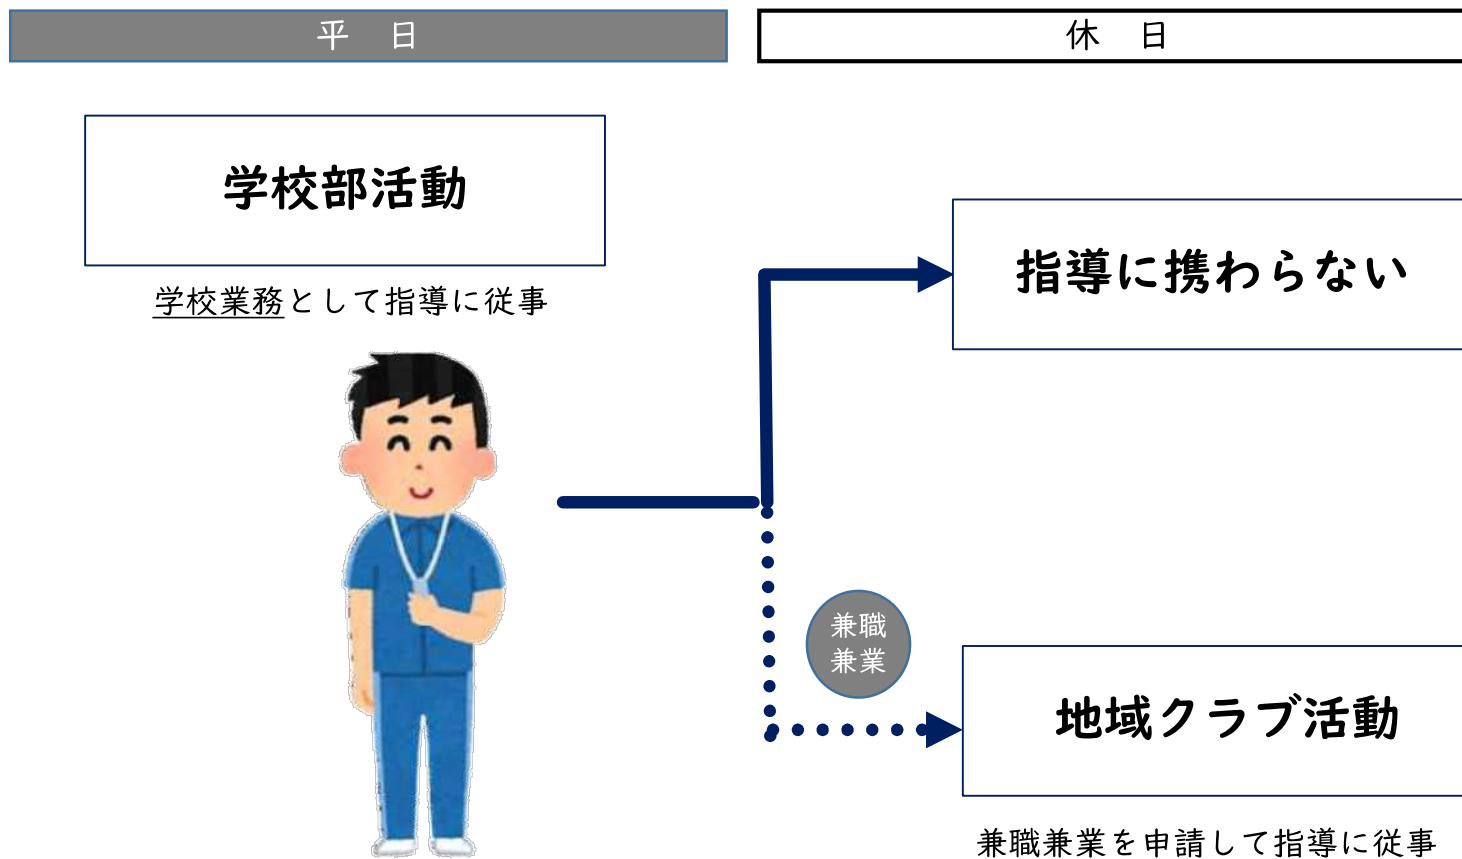 平　日
休　日
学校部活動
学校業務として指導に従事
指導に携わらない
兼職
兼業
地域クラブ活動
兼職兼業を申請して指導に従事